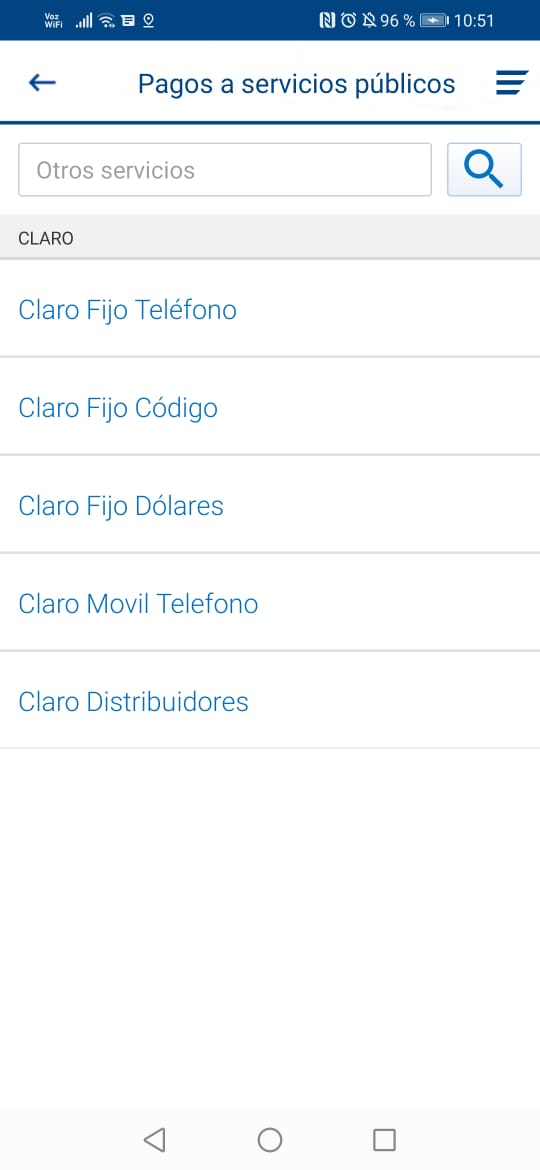 Voz
WiFi
96 %
10:51
Pagos a servicios públicos
Otros servicios
CLARO
Claro Fijo Teléfono
Claro Fijo Código
Claro Fijo Dólares
Claro Movil Telefono
Claro Distribuidores